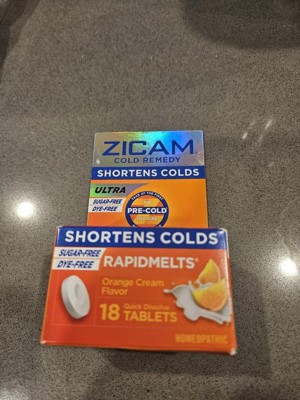 ZICAM
COLD REMEDY
SHORTENS COLDS
ULTRA
SUGAR-FREE
DYE-FREE
PRE-COLD
SHORTENS COLDS
SUGAR-FREE
DYE-FREE
RAPIDMELTS®
Orange Cream
Flavor
18 Quick Dissolve
TABLETS
HOMEOPATHIC